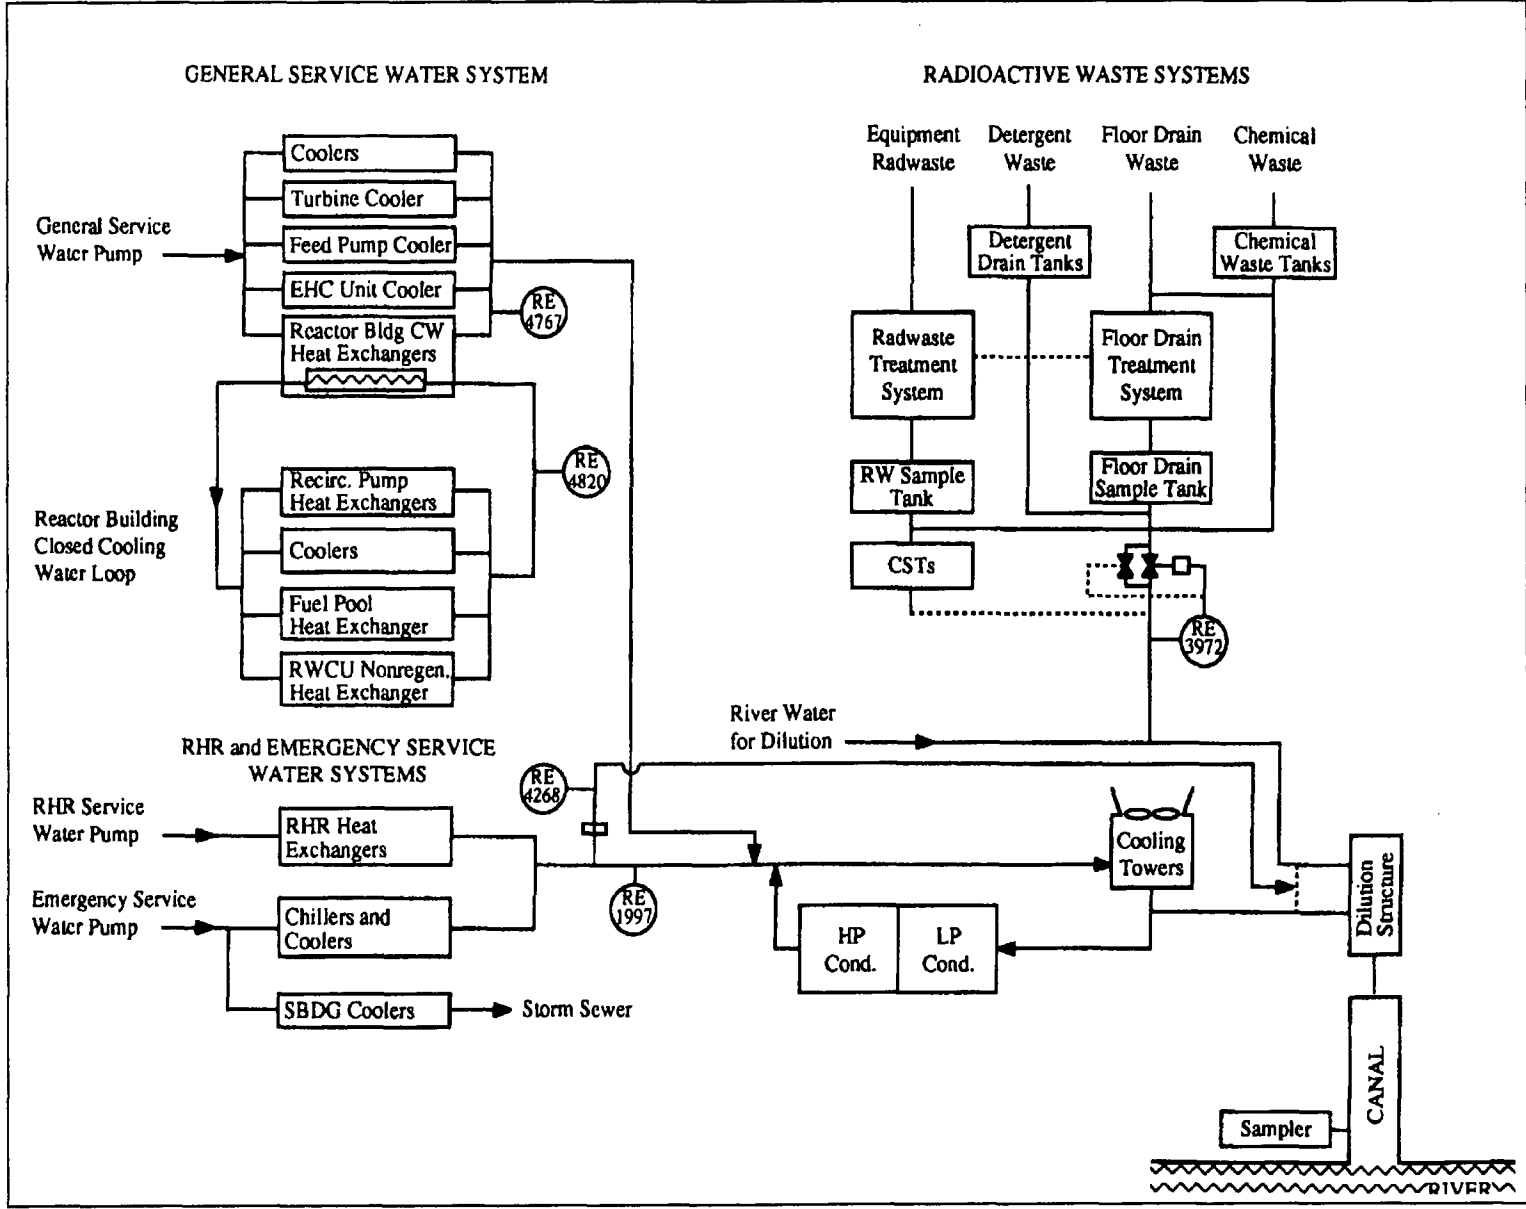 GENERAL SERVICE WATER SYSTEM
Coolers
Turbine Cooler
General Service
Water Pump
Feed Pump Cooler
EHC Unit Cooler
RE
4767
Reactor Bldg CW
Heat Exchangers
RE
4820
Recirc. Pump
Heat Exchangers
Reactor Building
Closed Cooling
Water Loop
Coolers
Fuel Pool
Heat Exchanger
RWCU Nonregen.
Heat Exchanger
RHR and EMERGENCY SERVICE
WATER SYSTEMS
RE
4268
RHR Service
Water Pump
RHR Heat
Exchangers
RE
1997
Emergency Service
Water Pump
Chillers and
Coolers
SBDG Coolers
Storm Sewer
RADIOACTIVE WASTE SYSTEMS
Equipment
Radwaste
Detergent
Waste
Floor Drain
Waste
Chemical
Waste
Detergent
Drain Tanks
Chemical
Waste Tanks
Radwaste
Treatment
System
Floor Drain
Treatment
System
RW Sample
Tank
Floor Drain
Sample Tank
CSTs
RE
3972
River Water
for Dilution
Cooling
Towers
HP
Cond.
LP
Cond.
Dilution
Structure
CANAL
Sampler
RIVER